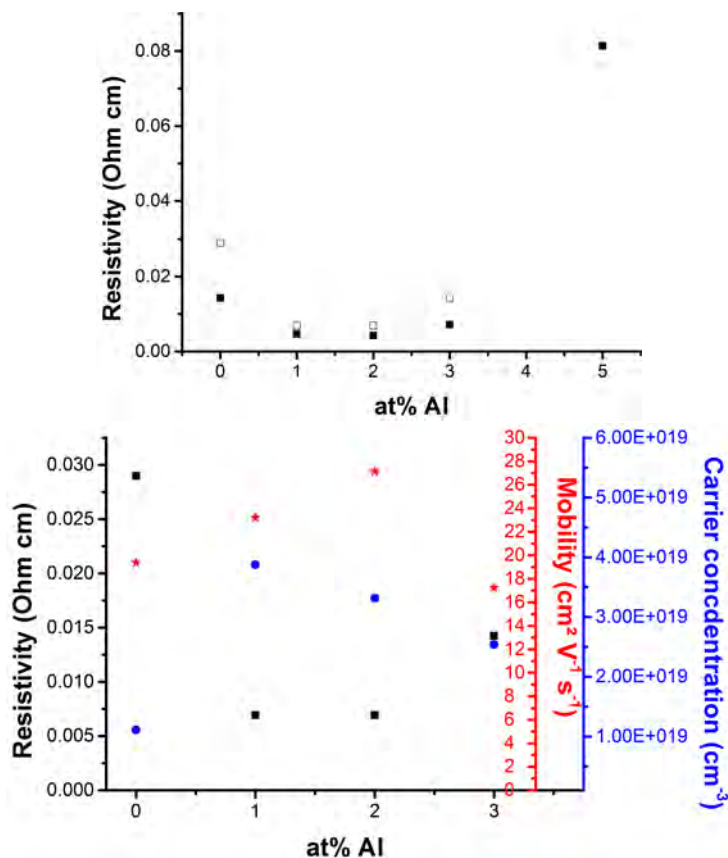 0.08
0.06
0.04
0.02
0.00
Resistivity (Ohm cm)
0 1 2 3 4 5
at% Al
0.030
0.025
0.020
0.015
0.010
0.005
0.000
Resistivity (Ohm cm)
0 1 2 3
at% Al
30
28
26
24
22
20
18
16
14
12
10
8
6
4
2
0
Mobility (cm² V⁻¹ s⁻¹)
6.00E+019
5.00E+019
4.00E+019
3.00E+019
2.00E+019
1.00E+019
Carrier concdentration (cm⁻³)